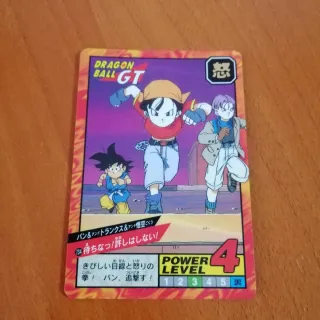 DRAGON
BALL GT
怒
パン&トランクス&悟空
待ちなっ!許しはしない!
きびしい目線と怒りの
拳! パン、追撃す!
POWER 4
LEVEL
1 2 3 4 5